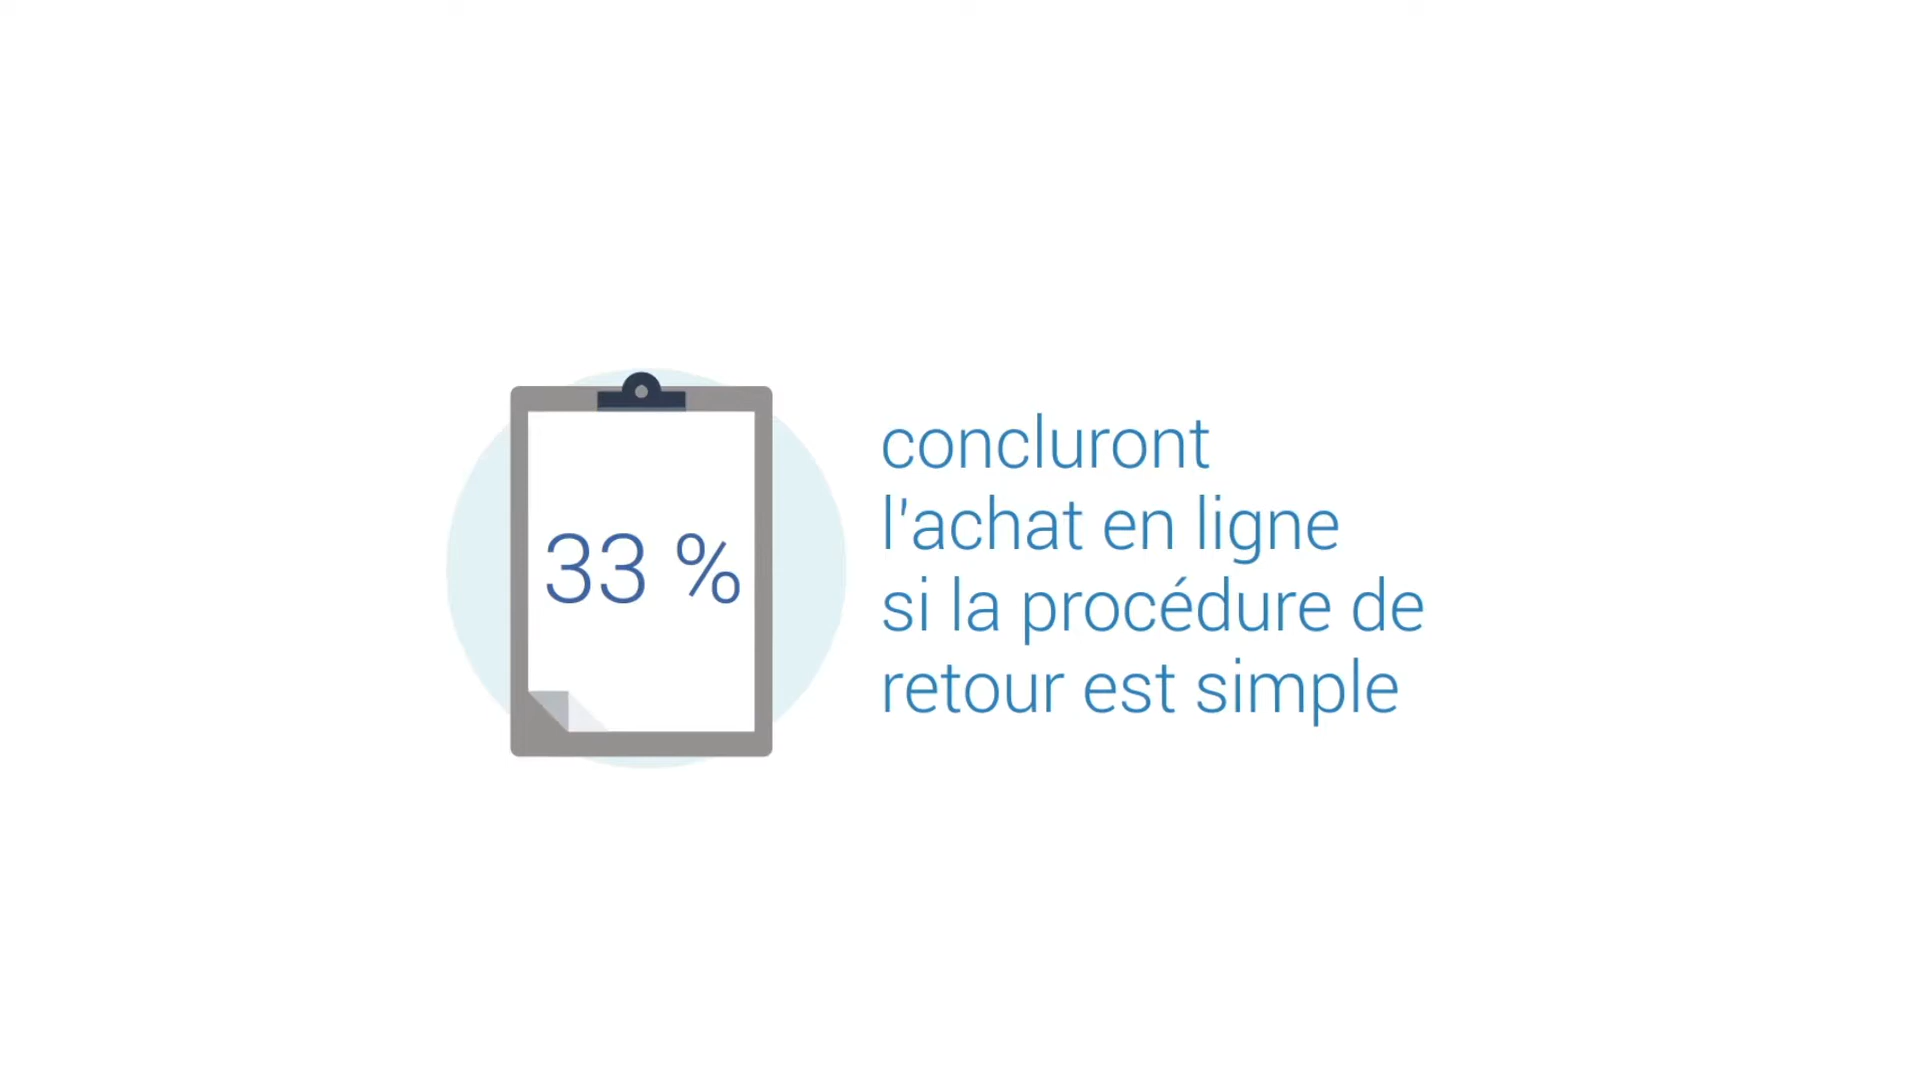 33 %
concluront
l'achat en ligne
si la procédure de
retour est simple